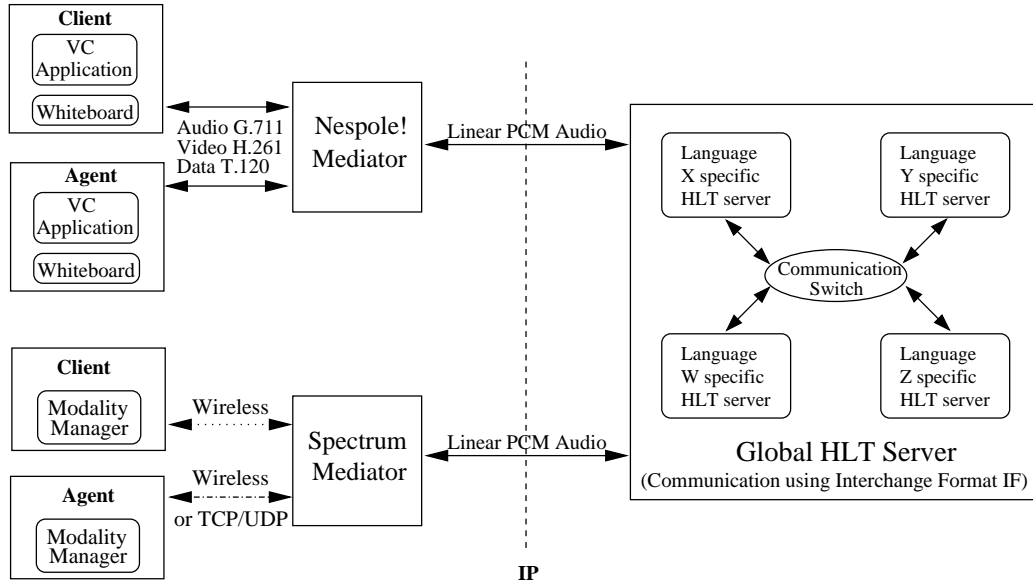 Client
VC
Application
Whiteboard
Audio G.711
Video H.261
Data T.120
Agent
VC
Application
Whiteboard
Nespole!
Mediator
Linear PCM Audio
Client
Modality
Manager
Wireless
Agent
Modality
Manager
Wireless
or TCP/UDP
Spectrum
Mediator
Linear PCM Audio
IP
Language
X specific
HLT server
Language
Y specific
HLT server
Communication
Switch
Language
W specific
HLT server
Language
Z specific
HLT server
Global HLT Server
(Communication using Interchange Format IF)